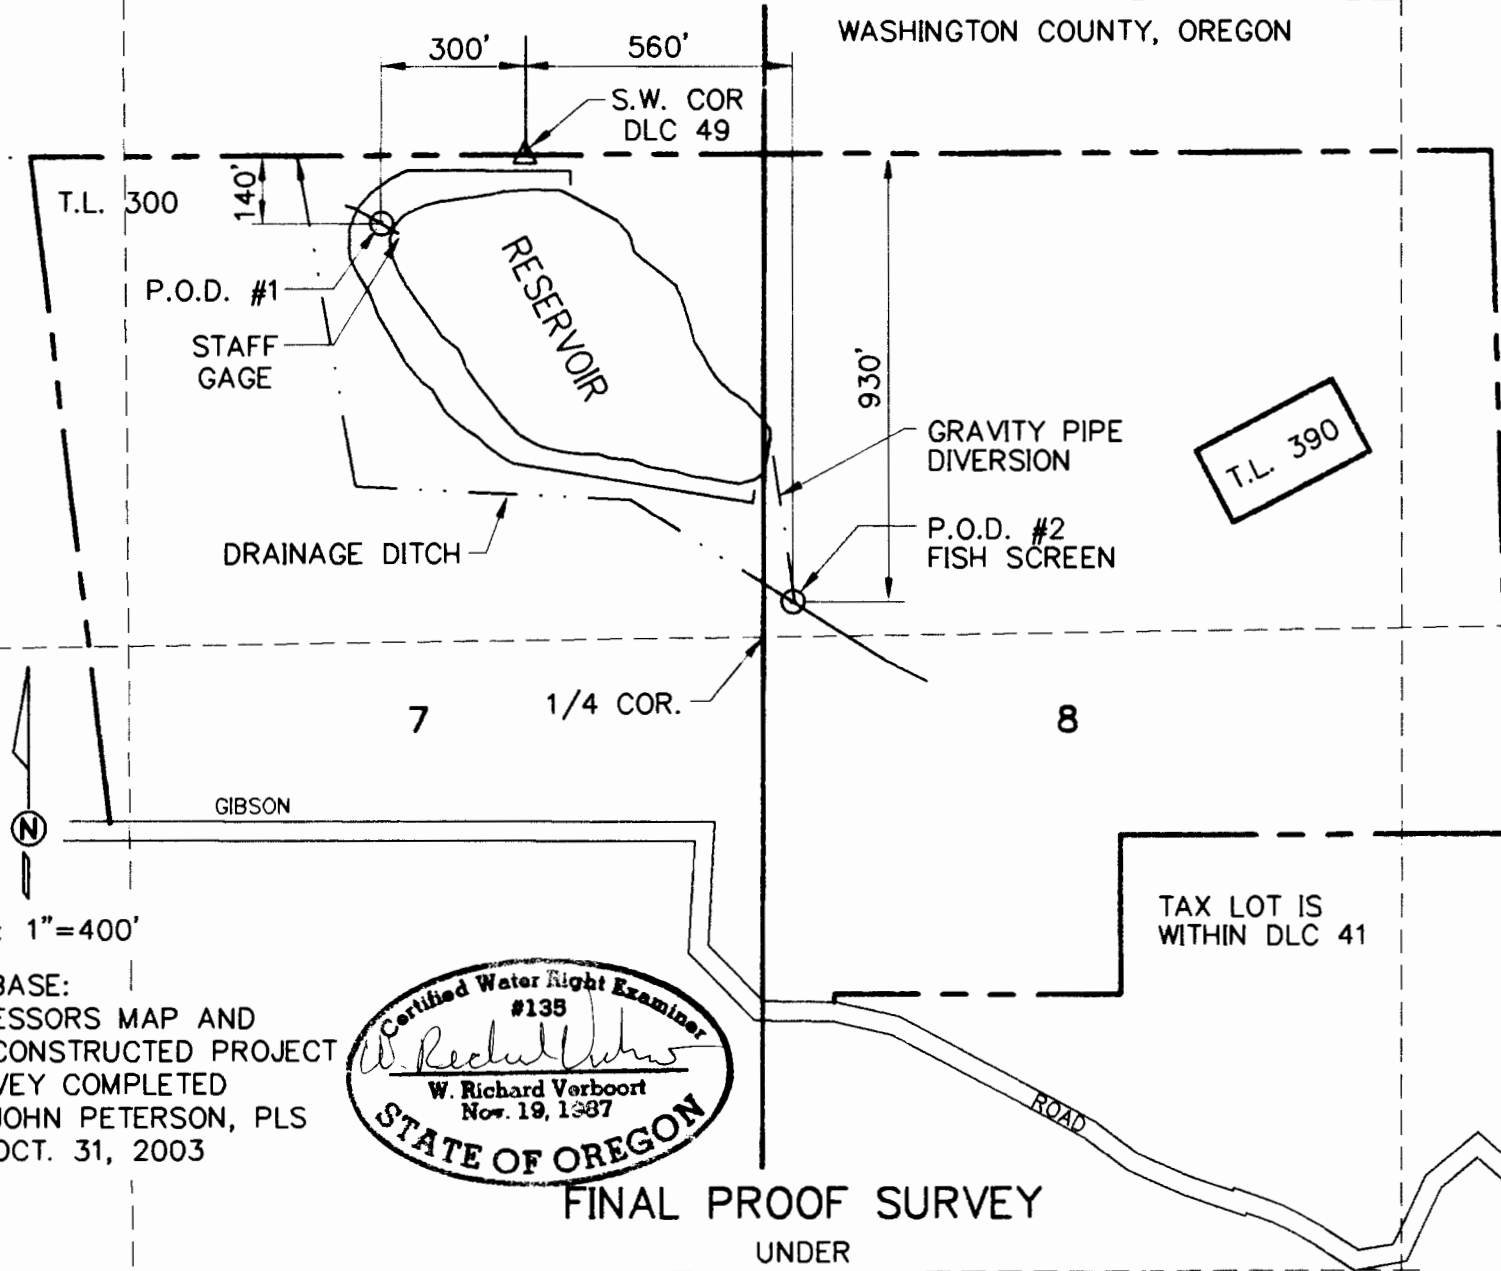 WASHINGTON COUNTY, OREGON
300'
560'
S.W. COR
DLC 49
140'
T.L. 300
P.O.D. #1
STAFF
GAGE
RESERVOIR
930'
GRAVITY PIPE
DIVERSION
T.L. 390
DRAINAGE DITCH
P.O.D. #2
FISH SCREEN
1/4 COR.
7
8
GIBSON
N
: 1"=400'
TAX LOT IS
WITHIN DLC 41
BASE:
ESSORS MAP AND
CONSTRUCTED PROJECT
VEY COMPLETED
JOHN PETERSON, PLS
OCT. 31, 2003
Certified Water Right Examiner
#135
W. Richard Verboort
Nov. 19, 1987
STATE OF OREGON
ROAD
FINAL PROOF SURVEY
UNDER